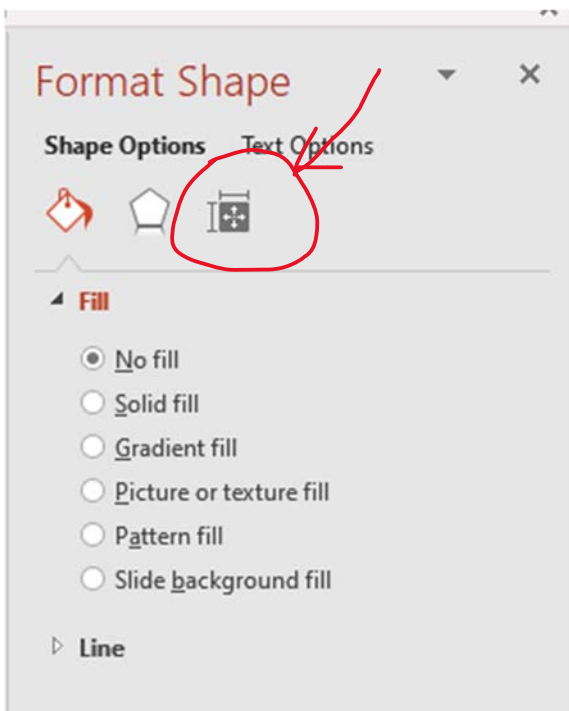 Format Shape
Shape Options Text Options
Fill
No fill
Solid fill
Gradient fill
Picture or texture fill
Pattern fill
Slide background fill
Line